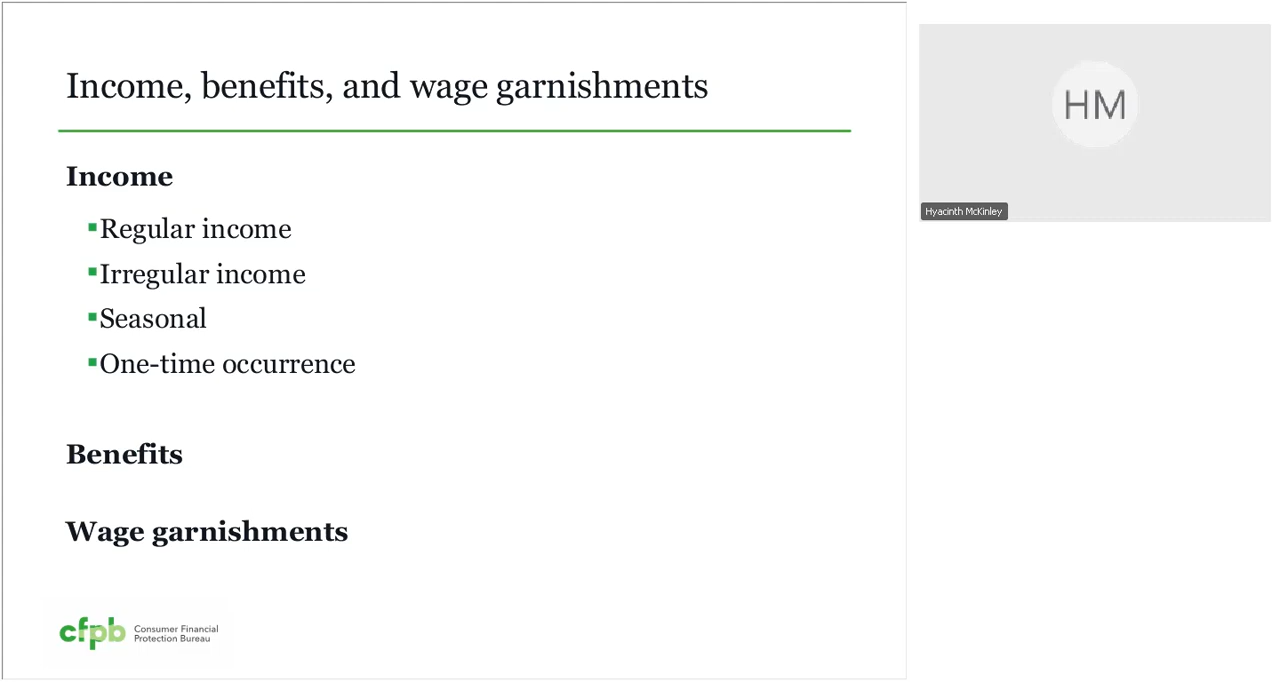 Income, benefits, and wage garnishments
Income
Regular income
Irregular income
Seasonal
One-time occurrence
Benefits
Wage garnishments
cfpb Consumer Financial
Protection Bureau
HM
Hyacinth McKinley